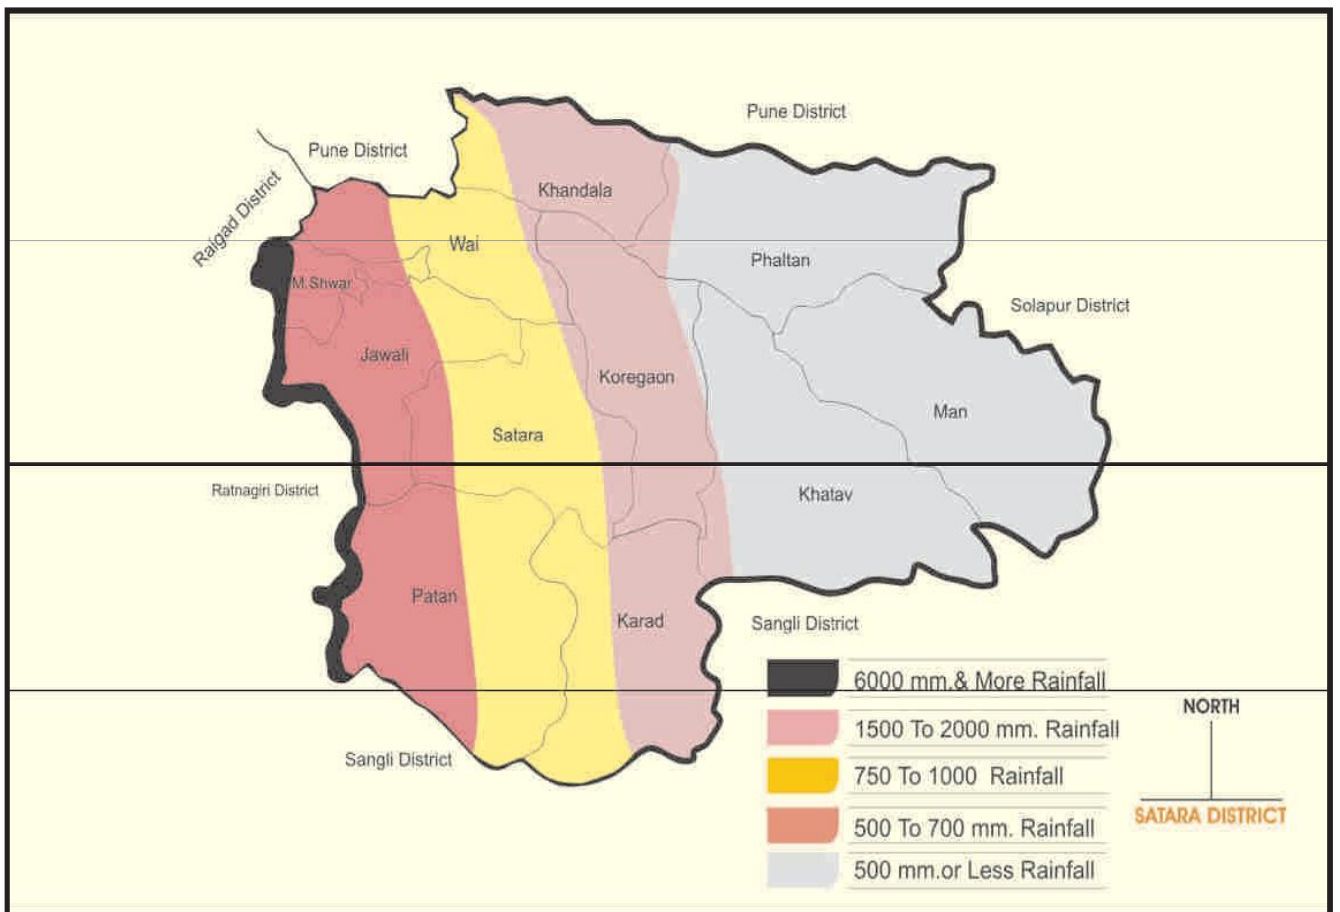 Pune District
Pune District
Raigad District
Khandala
Wai
Phaltan
M.Shwar
Solapur District
Jawali
Koregaon
Man
Satara
Ratnagiri District
Khatav
Patan
Karad
Sangli District
6000 mm.& More Rainfall
NORTH
1500 To 2000 mm. Rainfall
Sangli District
750 To 1000 Rainfall
SATARA DISTRICT
500 To 700 mm. Rainfall
500 mm.or Less Rainfall